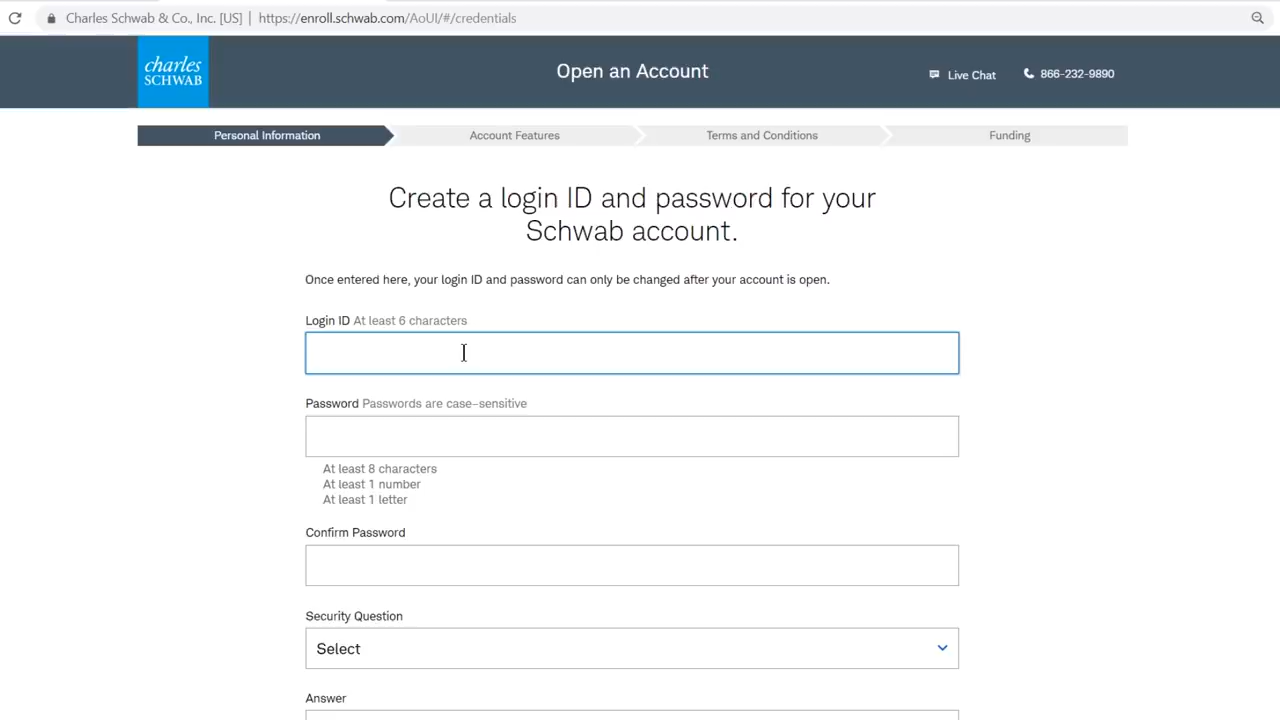 Charles Schwab & Co., Inc. [US] | https://enroll.schwab.com/AoUI/#/credentials
charles
SCHWAB
Open an Account
Live Chat
866-232-9890
Personal Information
Account Features
Terms and Conditions
Funding
Create a login ID and password for your
Schwab account.
Once entered here, your login ID and password can only be changed after your account is open.
Login ID At least 6 characters
Password Passwords are case-sensitive
At least 8 characters
At least 1 number
At least 1 letter
Confirm Password
Security Question
Select
Answer